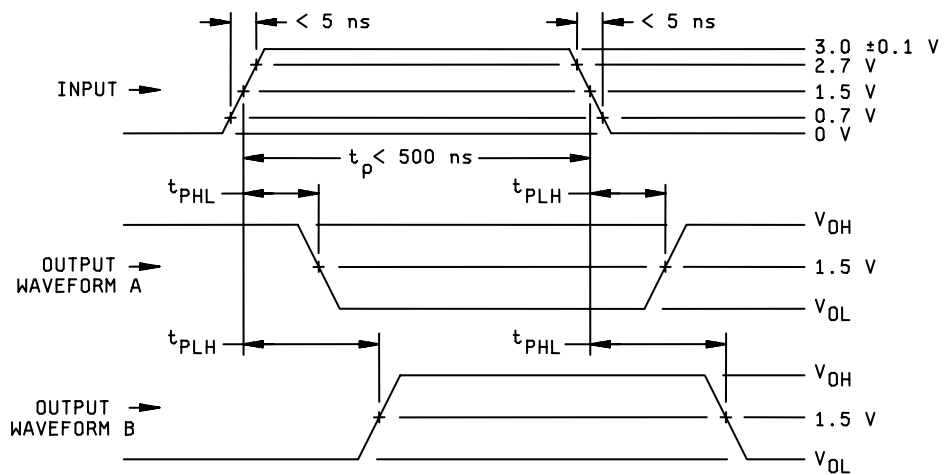 < 5 ns
< 5 ns
3.0 ±0.1 V
2.7 V
INPUT
1.5 V
0.7 V
0 V
tp< 500 ns
tPHL
tPLH
VOH
OUTPUT
WAVEFORM A
1.5 V
VOL
tPLH
tPHL
VOH
OUTPUT
WAVEFORM B
1.5 V
VOL